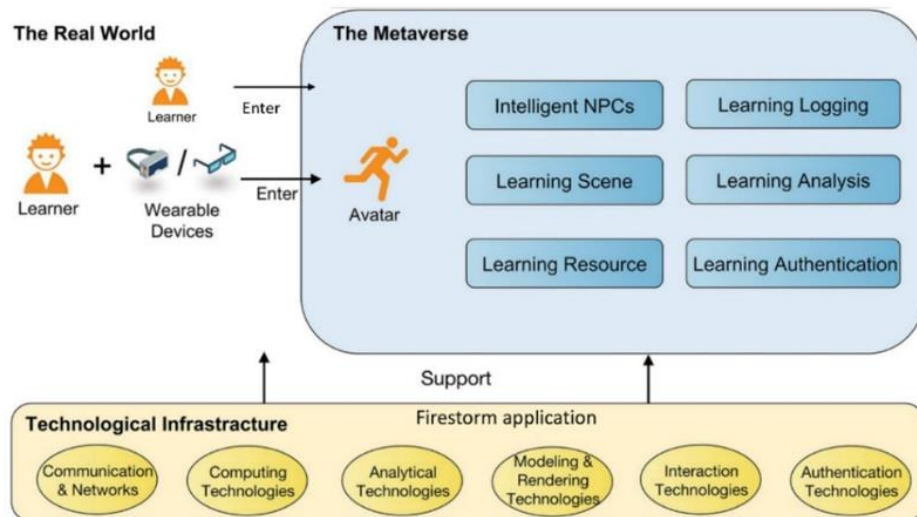 The Real World
The Metaverse
Learner
Enter
Learner
+
/
Wearable
Devices
Enter
Avatar
Intelligent NPCs
Learning Logging
Learning Scene
Learning Analysis
Learning Resource
Learning Authentication
Support
Technological Infrastracture
Firestorm application
Communication
& Networks
Computing
Technologies
Analytical
Technologies
Modeling &
Rendering
Technologies
Interaction
Technologies
Authentication
Technologies